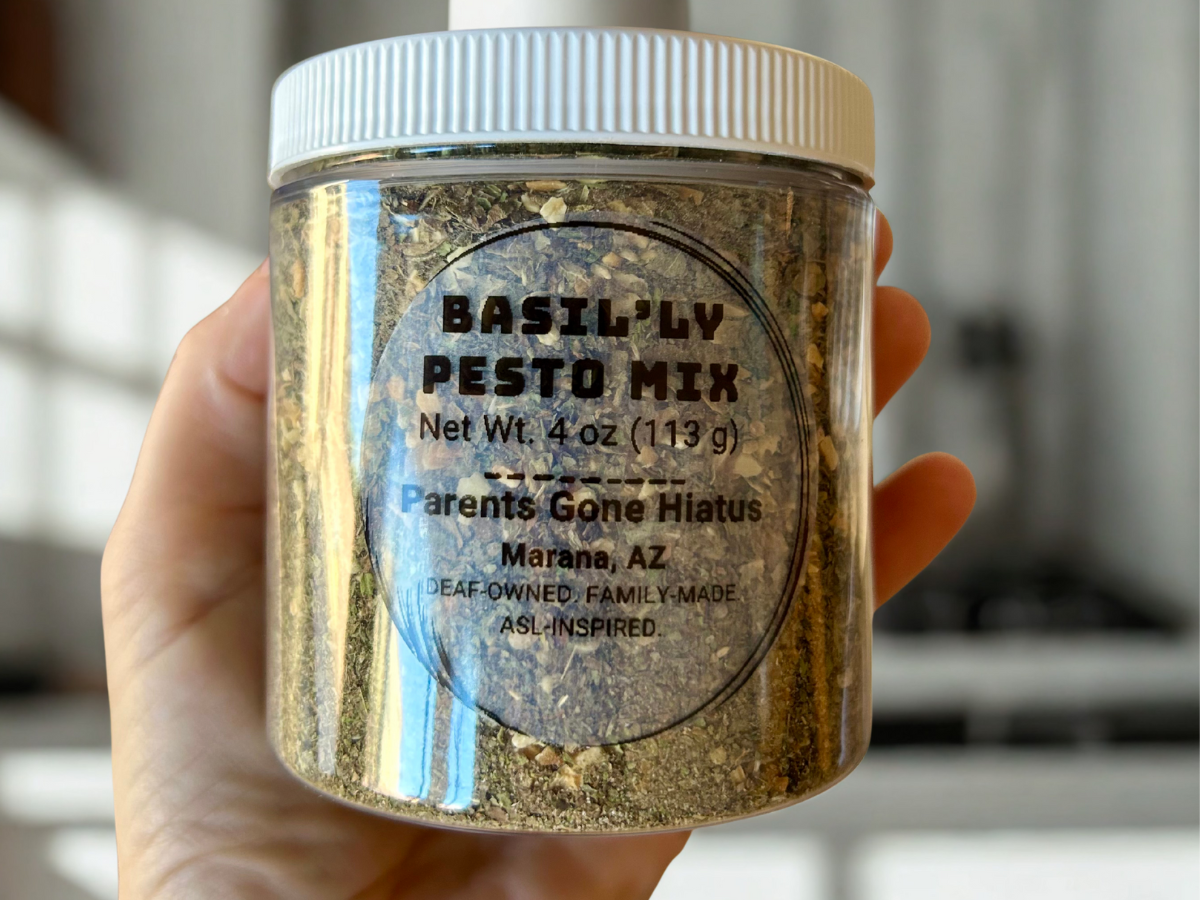 BASIL'LY
PESTO MIX
Net Wt. 4 oz (113 g)
---------
Parents Gone Hiatus
Marana, AZ
DEAF-OWNED. FAMILY-MADE.
ASL-INSPIRED.